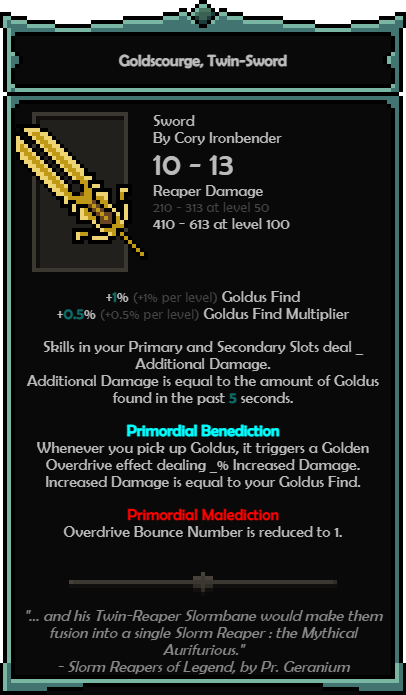 Goldscourge, Twin-Sword
Sword
By Cory Ironbender
10 - 13
Reaper Damage
210 - 313 at level 50
410 - 613 at level 100
+1% (+1% per level) Goldus Find
+0.5% (+0.5% per level) Goldus Find Multiplier
Skills in your Primary and Secondary Slots deal _
Additional Damage.
Additional Damage is equal to the amount of Goldus
found in the past 5 seconds.
Primordial Benediction
Whenever you pick up Goldus, it triggers a Golden
Overdrive effect dealing _% Increased Damage.
Increased Damage is equal to your Goldus Find.
Primordial Malediction
Overdrive Bounce Number is reduced to 1.
"... and his Twin-Reaper Slormbane would make them
fusion into a single Slorm Reaper : the Mythical
Aurifurious."
- Slorm Reapers of Legend, by Pr. Geranium